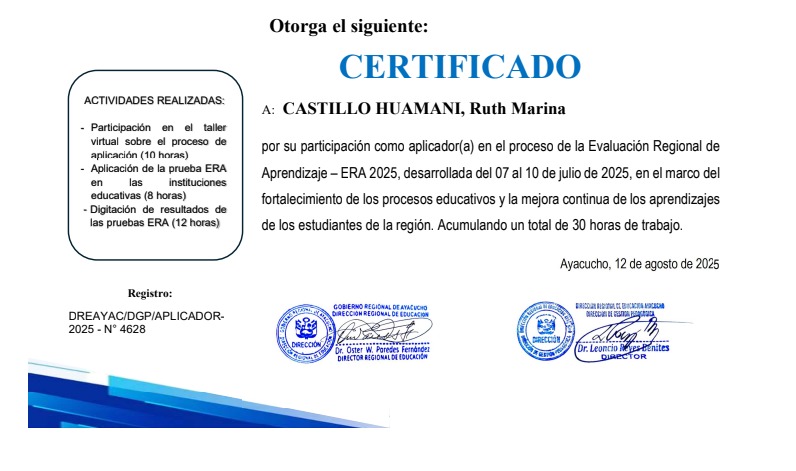 Otorga el siguiente:
CERTIFICADO
A: CASTILLO HUAMANI, Ruth Marina
por su participación como aplicador(a) en el proceso de la Evaluación Regional de
Aprendizaje – ERA 2025, desarrollada del 07 al 10 de julio de 2025, en el marco del
fortalecimiento de los procesos educativos y la mejora continua de los aprendizajes
de los estudiantes de la región. Acumulando un total de 30 horas de trabajo.
Ayacucho, 12 de agosto de 2025
ACTIVIDADES REALIZADAS:
- Participación en el taller
virtual sobre el proceso de
aplicación (10 horas)
- Aplicación de la prueba ERA
en las instituciones
educativas (8 horas)
- Digitación de resultados de
las pruebas ERA (12 horas)
Registro:
DREAYAC/DGP/APLICADOR-
2025 - N° 4628
GOBIERNO REGIONAL DE AYACUCHO
DIRECCIÓN REGIONAL DE EDUCACIÓN
DIRECCIÓN
Dr. Oster W. Paredes Fernández
DIRECTOR REGIONAL DE EDUCACIÓN
DIRECCIÓN REGIONAL DE EDUCACIÓN AYACUCHO
DIRECCIÓN DE GESTIÓN PEDAGÓGICA
DIRECCIÓN
Dr. Leoncio Reyes Benites
DIRECTOR